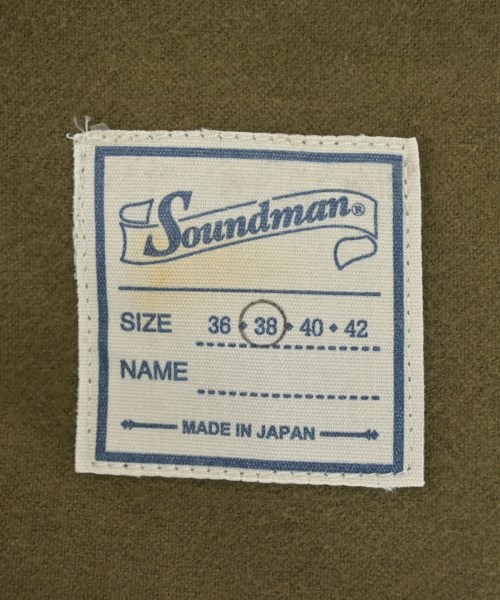 Soundman®
SIZE 36 • 38 • 40 • 42
NAME
MADE IN JAPAN